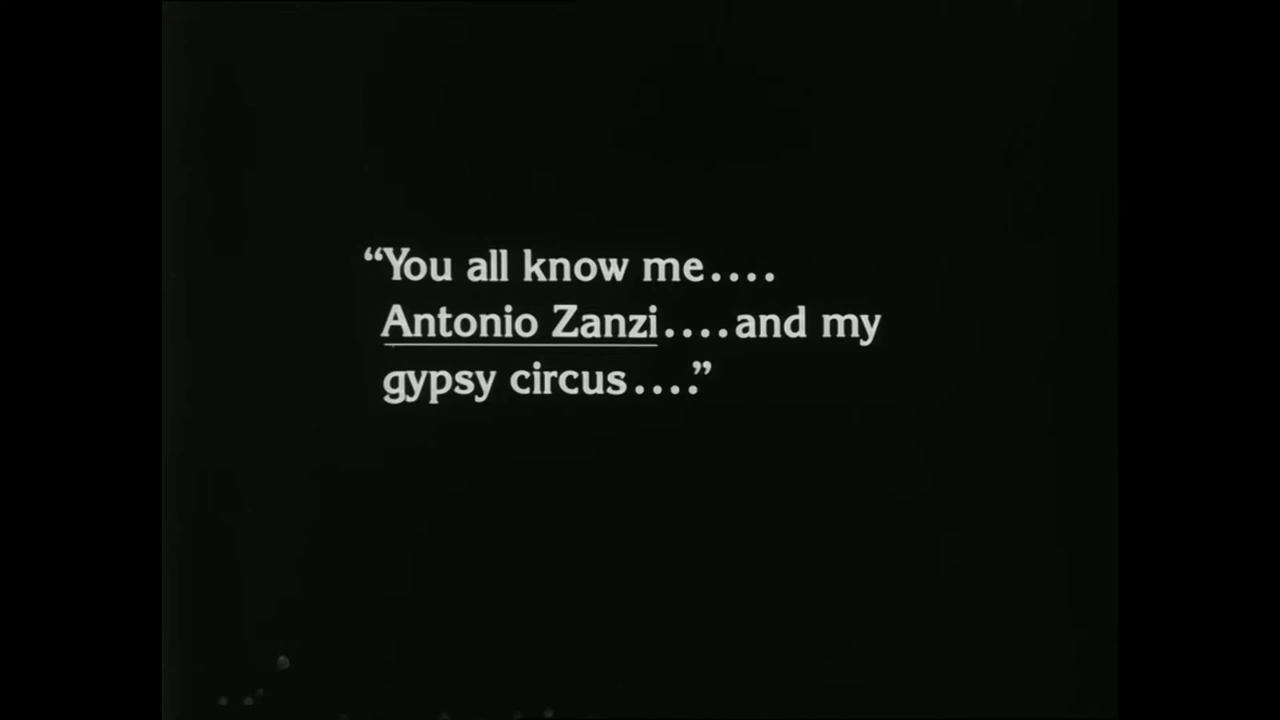 “You all know me....
Antonio Zanzi....and my
gypsy circus....”